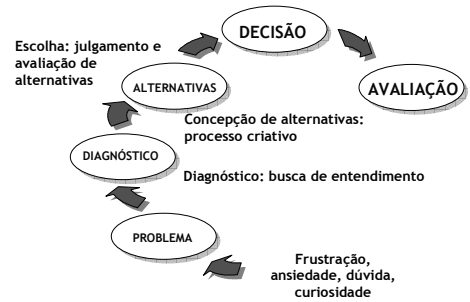 DECISÃO
Escolha: julgamento e
avaliação de
alternativas
ALTERNATIVAS
AVALIAÇÃO
Concepção de alternativas:
processo criativo
DIAGNÓSTICO
Diagnóstico: busca de entendimento
PROBLEMA
Frustração,
ansiedade, dúvida,
curiosidade